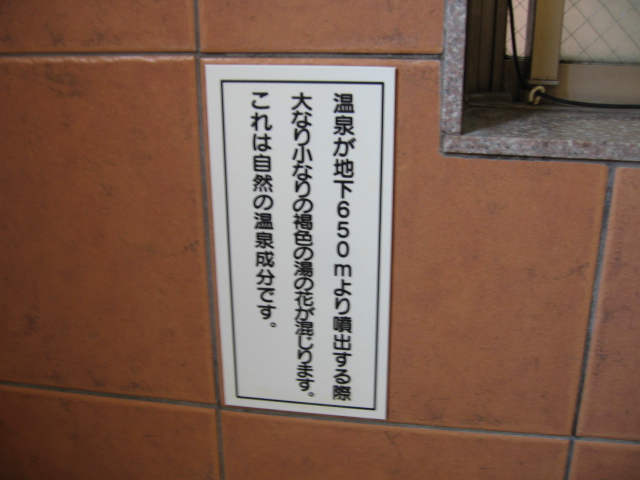 温泉が地下650mより噴出する際
大なり小なりの褐色の湯の花が混じります。
これは自然の温泉成分です。